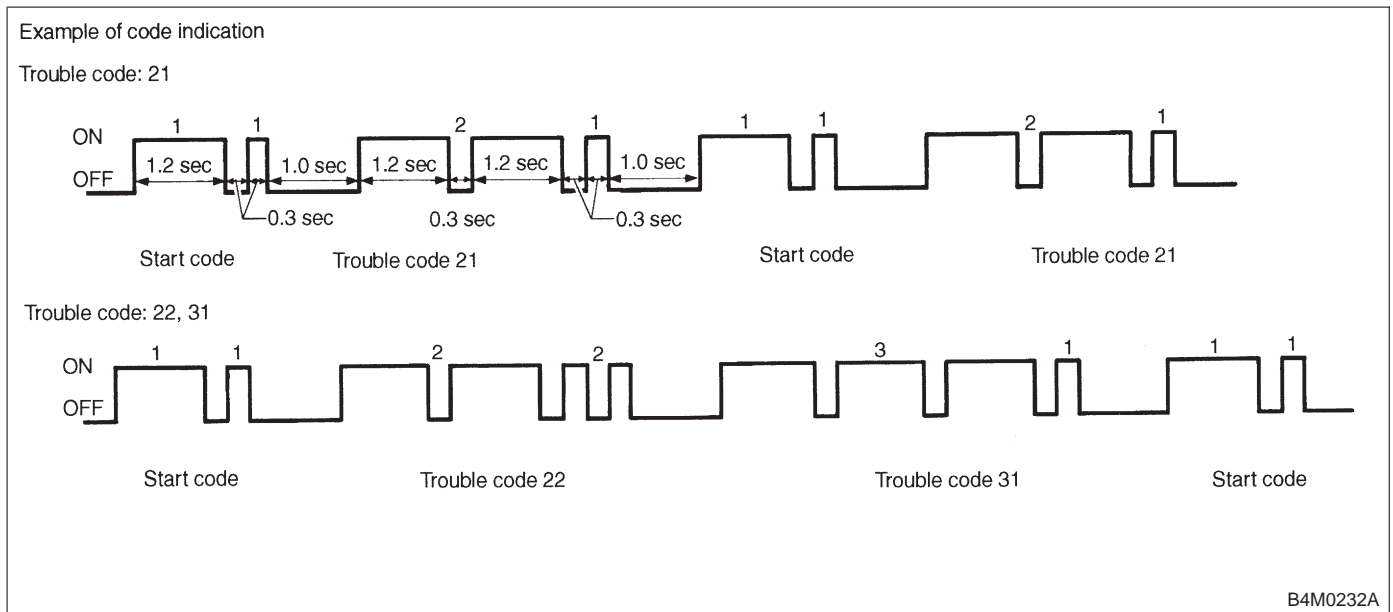 Example of code indication
Trouble code: 21
1 1 2 1 1 1 2 1
ON
1.2 sec 1.0 sec 1.2 sec 1.2 sec 1.0 sec
OFF
0.3 sec 0.3 sec 0.3 sec
Start code Trouble code 21 Start code Trouble code 21
Trouble code: 22, 31
1 1 2 2 3 1 1 1
ON
OFF
Start code Trouble code 22 Trouble code 31 Start code
B4M0232A